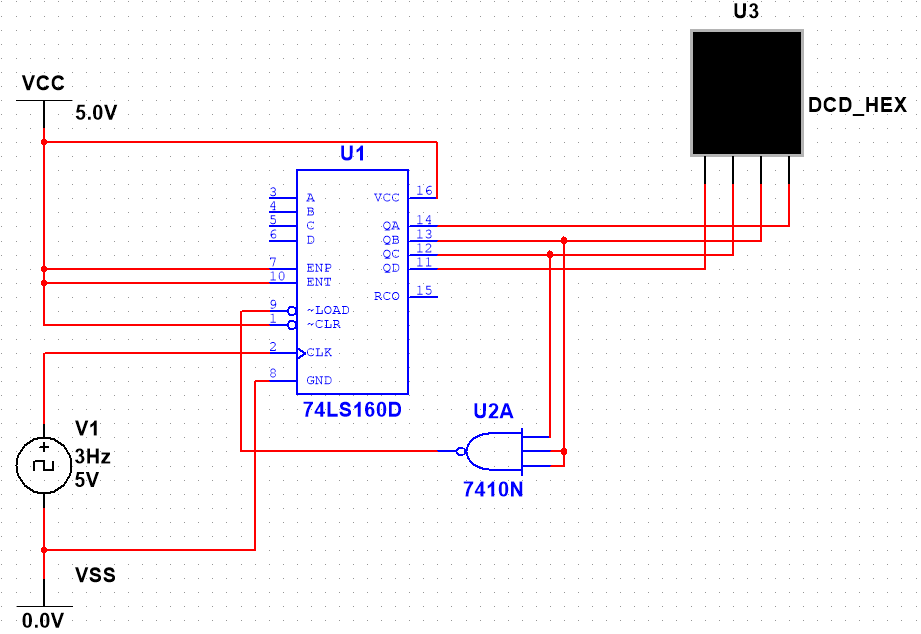 U3
DCD_HEX
VCC
5.0V
U1
3 A VCC 16
4 B
5 C QA 14
6 D QB 13
QC 12
7 ENP QD 11
10 ENT
RCO 15
9 ~LOAD
1 ~CLR
2 CLK
8 GND
74LS160D
U2A
7410N
V1
3Hz
5V
VSS
0.0V